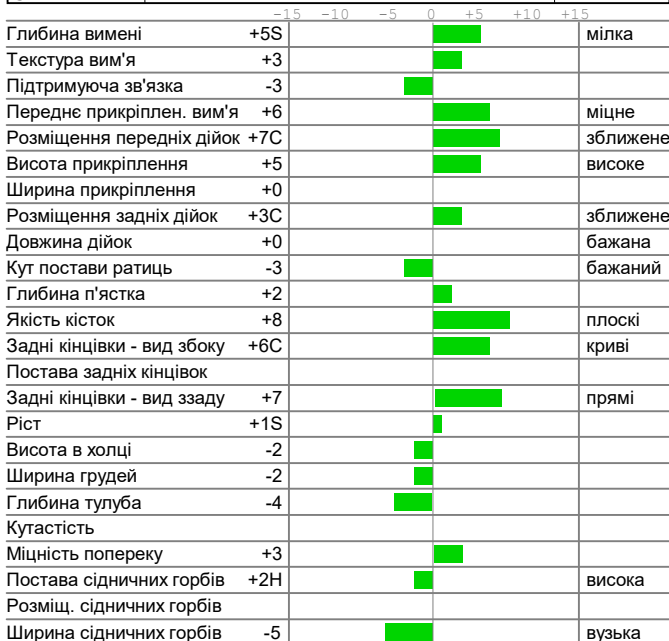 -15 -10 -5 0 +5 +10 +15
Глибина вимені +5S мілка
Текстура вим'я +3
Підтримуюча зв'язка -3
Переднє прикріплен. вим'я +6 міцне
Розміщення передніх дійок +7C зближене
Висота прикріплення +5 високе
Ширина прикріплення +0
Розміщення задніх дійок +3C зближене
Довжина дійок +0 бажана
Кут постави ратиць -3 бажаний
Глибина п'ястка +2
Якість кісток +8 плоскі
Задні кінцівки - вид збоку +6C криві
Постава задніх кінцівок
Задні кінцівки - вид ззаду +7 прямі
Ріст +1S
Висота в холці -2
Ширина грудей -2
Глибина тулуба -4
Кутастість
Міцність попереку +3
Постава сідничних горбів +2H висока
Розміщ. сідничних горбів
Ширина сідничних горбів -5 вузька